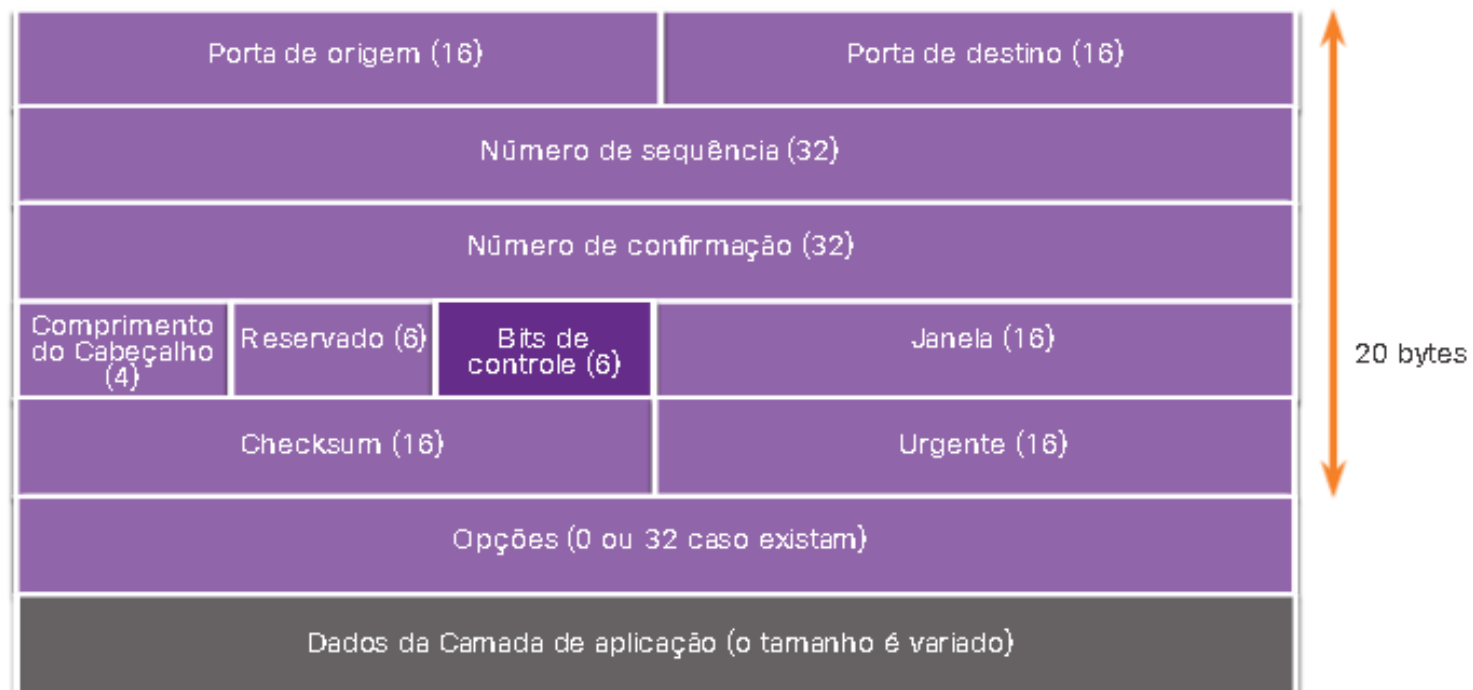 Porta de origem (16)
Porta de destino (16)
Número de sequência (32)
Número de confirmação (32)
Comprimento
do Cabeçalho
(4)
Reservado (6)
Bits de
controle (6)
Janela (16)
20 bytes
Checksum (16)
Urgente (16)
Opções (0 ou 32 caso existam)
Dados da Camada de aplicação (o tamanho é variado)